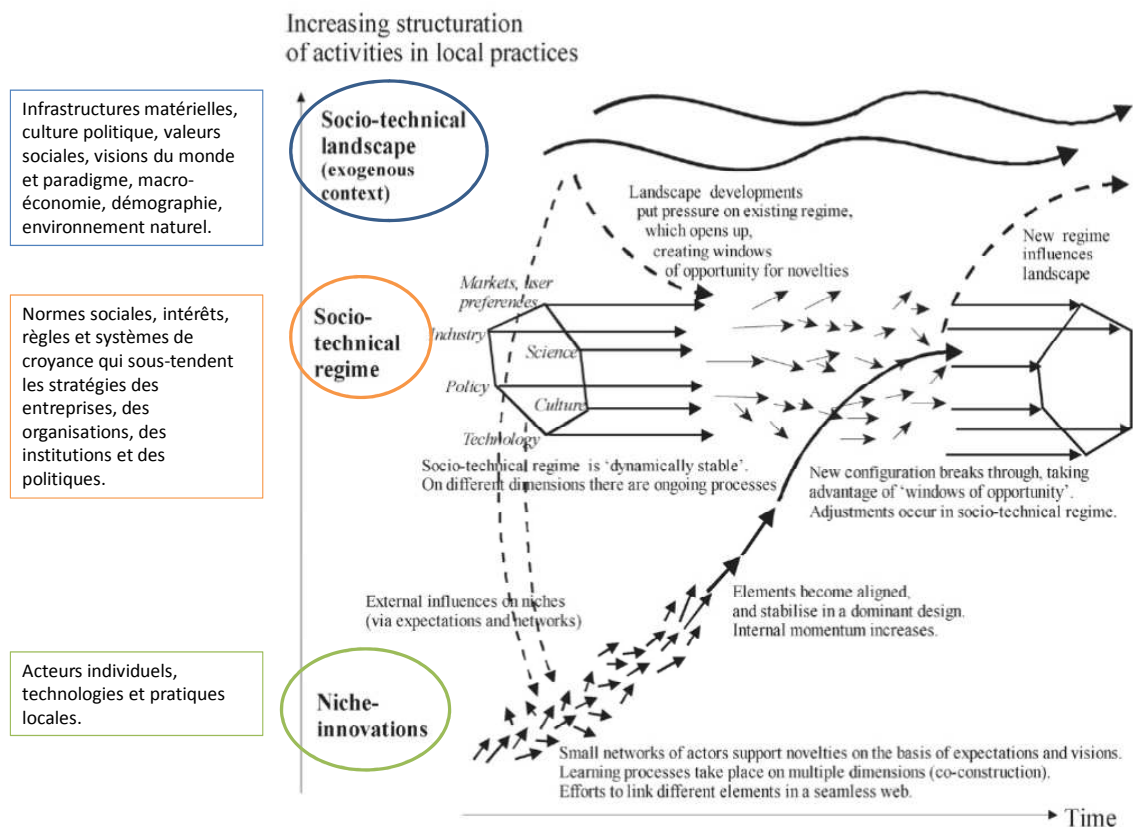 Increasing structuration
of activities in local practices
Infrastructures matérielles,
culture politique, valeurs
sociales, visions du monde
et paradigme, macro-
économie, démographie,
environnement naturel.
Socio-technical
landscape
(exogenous
context)
Landscape developments
put pressure on existing regime,
which opens up,
creating windows
of opportunity for novelties
New regime
influences
landscape
Normes sociales, intérêts,
règles et systèmes de
croyance qui sous-tendent
les stratégies des
entreprises, des
organisations, des
institutions et des
politiques.
Socio-
technical
regime
Markets, user
preferences
Industry
Science
Policy
Culture
Technology
Socio-technical regime is ‘dynamically stable’.
On different dimensions there are ongoing processes
New configuration breaks through, taking
advantage of ‘windows of opportunity’.
Adjustments occur in socio-technical regime.
External influences on niches
(via expectations and networks)
Elements become aligned,
and stabilise in a dominant design.
Internal momentum increases.
Acteurs individuels,
technologies et pratiques
locales.
Niche-
innovations
Small networks of actors support novelties on the basis of expectations and visions.
Learning processes take place on multiple dimensions (co-construction).
Efforts to link different elements in a seamless web.
Time